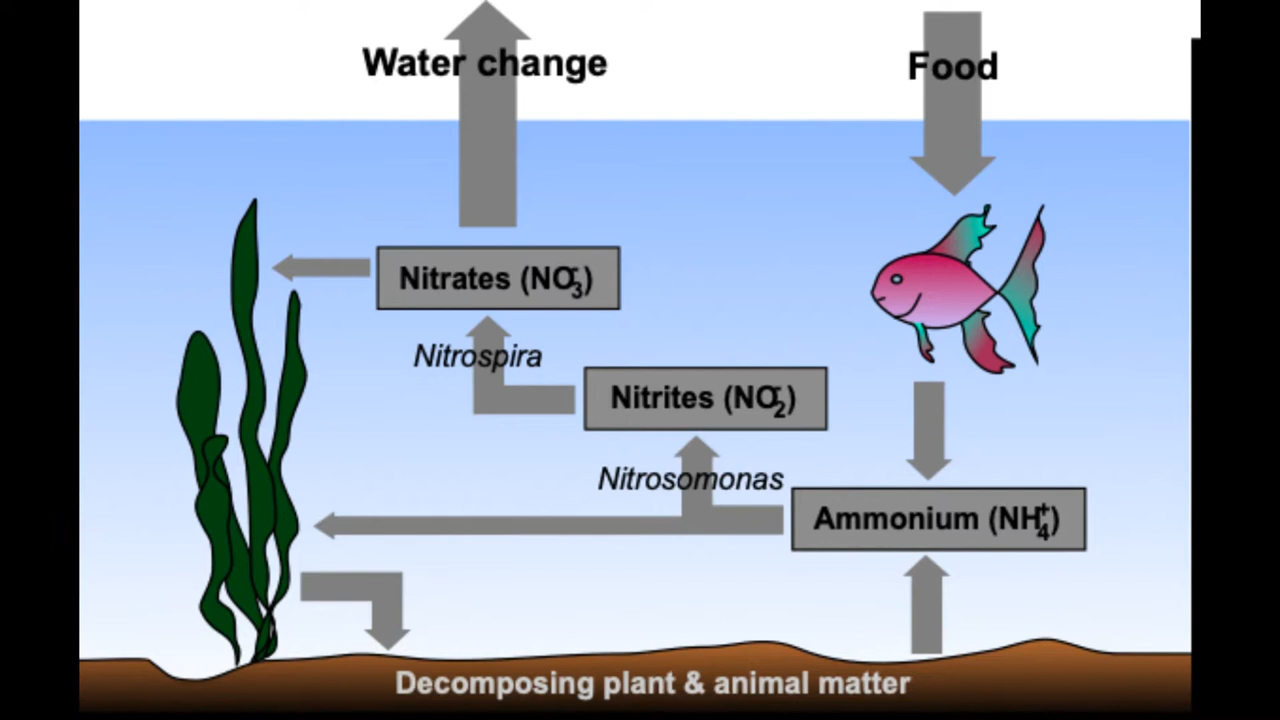 Water change
Food
Nitrates (NO₃⁻)
Nitrospira
Nitrites (NO₂⁻)
Nitrosomonas
Ammonium (NH₄⁺)
Decomposing plant & animal matter